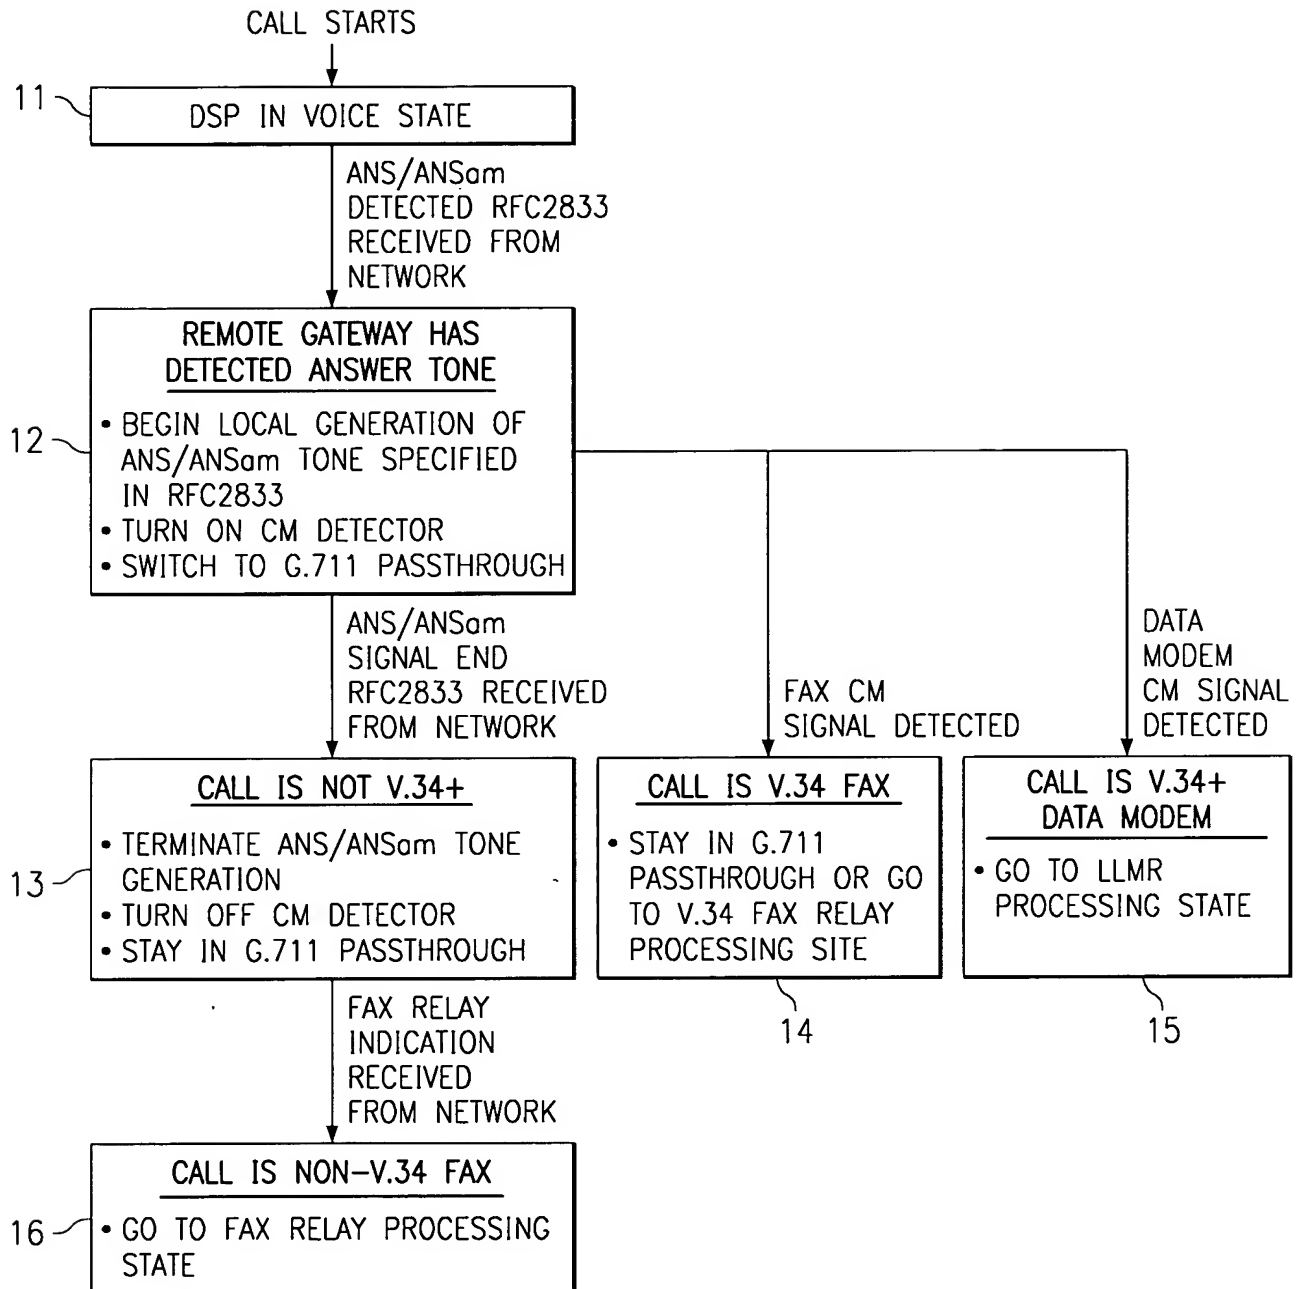 CALL STARTS
11
DSP IN VOICE STATE
ANS/ANSam
DETECTED RFC2833
RECEIVED FROM
NETWORK
REMOTE GATEWAY HAS
DETECTED ANSWER TONE
12
• BEGIN LOCAL GENERATION OF
ANS/ANSam TONE SPECIFIED
IN RFC2833
• TURN ON CM DETECTOR
• SWITCH TO G.711 PASSTHROUGH
ANS/ANSam
SIGNAL END
RFC2833 RECEIVED
FROM NETWORK
FAX CM
SIGNAL DETECTED
DATA
MODEM
CM SIGNAL
DETECTED
CALL IS NOT V.34+
13
• TERMINATE ANS/ANSam TONE
GENERATION
• TURN OFF CM DETECTOR
• STAY IN G.711 PASSTHROUGH
CALL IS V.34 FAX
• STAY IN G.711
PASSTHROUGH OR GO
TO V.34 FAX RELAY
PROCESSING SITE
14
CALL IS V.34+
DATA MODEM
• GO TO LLMR
PROCESSING STATE
15
FAX RELAY
INDICATION
RECEIVED
FROM NETWORK
CALL IS NON-V.34 FAX
16
• GO TO FAX RELAY PROCESSING
STATE